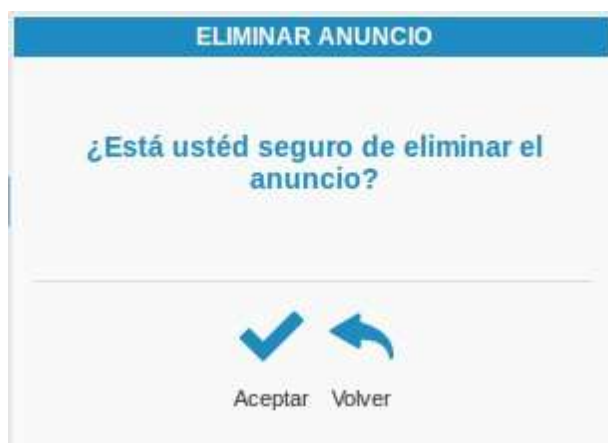 ELIMINAR ANUNCIO
¿Está ustéd seguro de eliminar el
anuncio?
Aceptar Volver